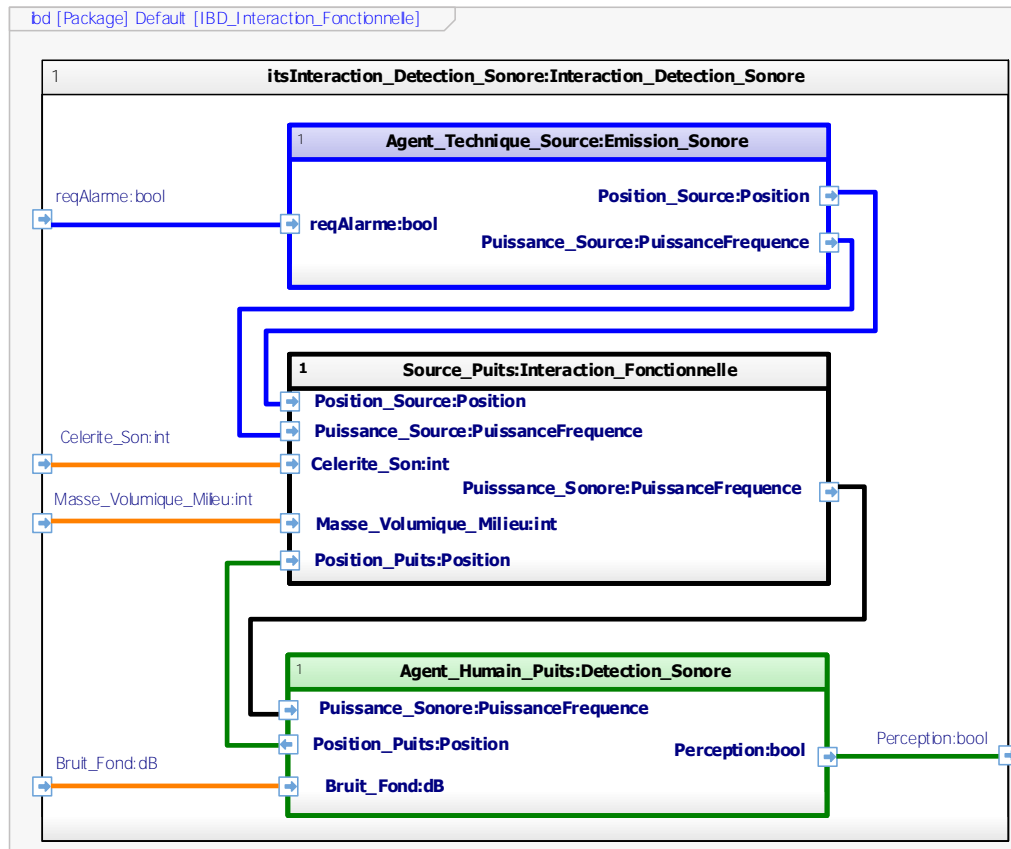 ibd [Package] Default [IBD_Interaction_Fonctionnelle]
1 itsInteraction_Detection_Sonore:Interaction_Detection_Sonore
1 Agent_Technique_Source:Emission_Sonore
reqAlarme:bool
Position_Source:Position
reqAlarme:bool
Puissance_Source:PuissanceFrequence
1 Source_Puits:Interaction_Fonctionnelle
Position_Source:Position
Puissance_Source:PuissanceFrequence
Celerite_Son:int
Celerite_Son:int
Puisssance_Sonore:PuissanceFrequence
Masse_Volumique_Milieu:int
Masse_Volumique_Milieu:int
Position_Puits:Position
1 Agent_Humain_Puits:Detection_Sonore
Puissance_Sonore:PuissanceFrequence
Position_Puits:Position
Perception:bool
Perception:bool
Bruit_Fond:dB
Bruit_Fond:dB